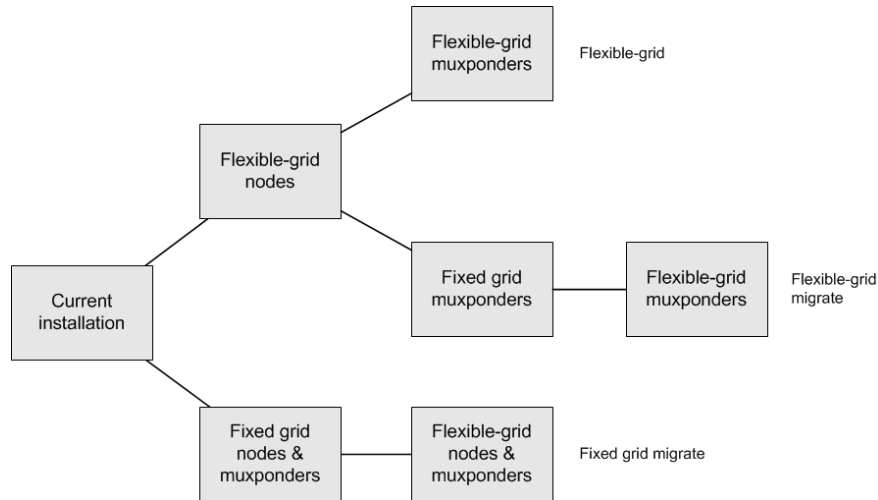 Flexible-grid
muxponders
Flexible-grid
Flexible-grid
nodes
Current
installation
Fixed grid
muxponders
Flexible-grid
muxponders
Flexible-grid
migrate
Fixed grid
nodes &
muxponders
Flexible-grid
nodes &
muxponders
Fixed grid migrate